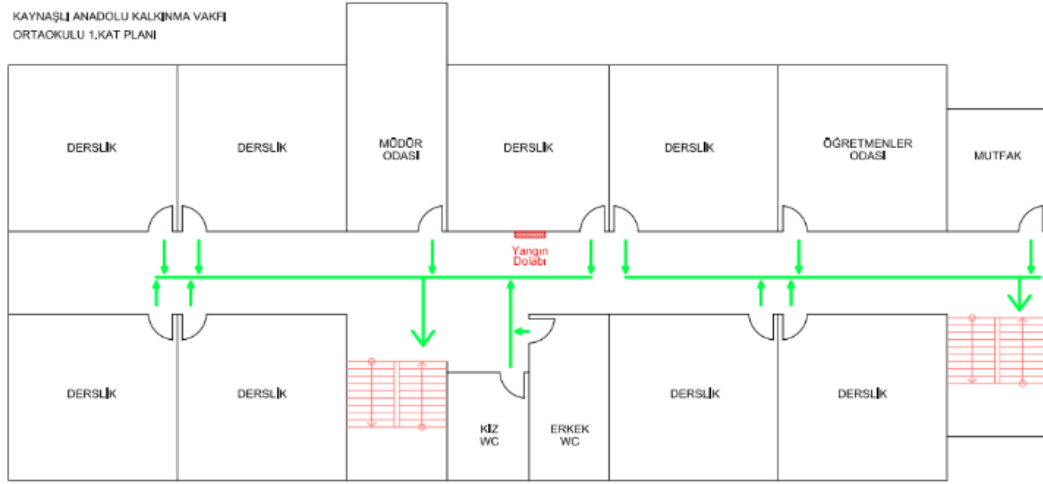 KAYNAŞLI ANADOLU KALKINMA VAKFI
ORTAOKULU 1.KAT PLANI
DERSLİK
DERSLİK
MÜDÜR
ODASI
DERSLİK
DERSLİK
ÖĞRETMENLER
ODASI
MUTFAK
Yangın
Dolabı
DERSLİK
DERSLİK
KIZ
WC
ERKEK
WC
DERSLİK
DERSLİK